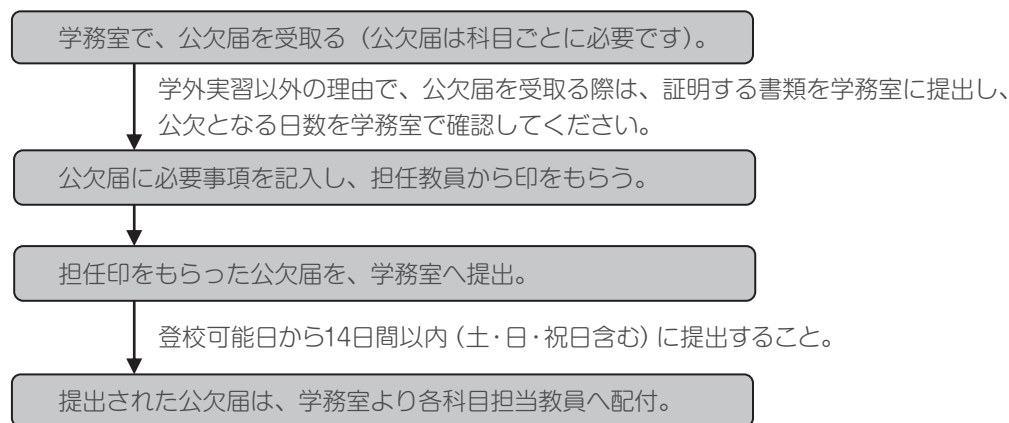 学務室で、公欠届を受取る（公欠届は科目ごとに必要です）。
学外実習以外の理由で、公欠届を受取る際は、証明する書類を学務室に提出し、
公欠となる日数を学務室で確認してください。
公欠届に必要事項を記入し、担任教員から印をもらう。
担任印をもらった公欠届を、学務室へ提出。
登校可能日から14日間以内（土・日・祝日含む）に提出すること。
提出された公欠届は、学務室より各科目担当教員へ配付。